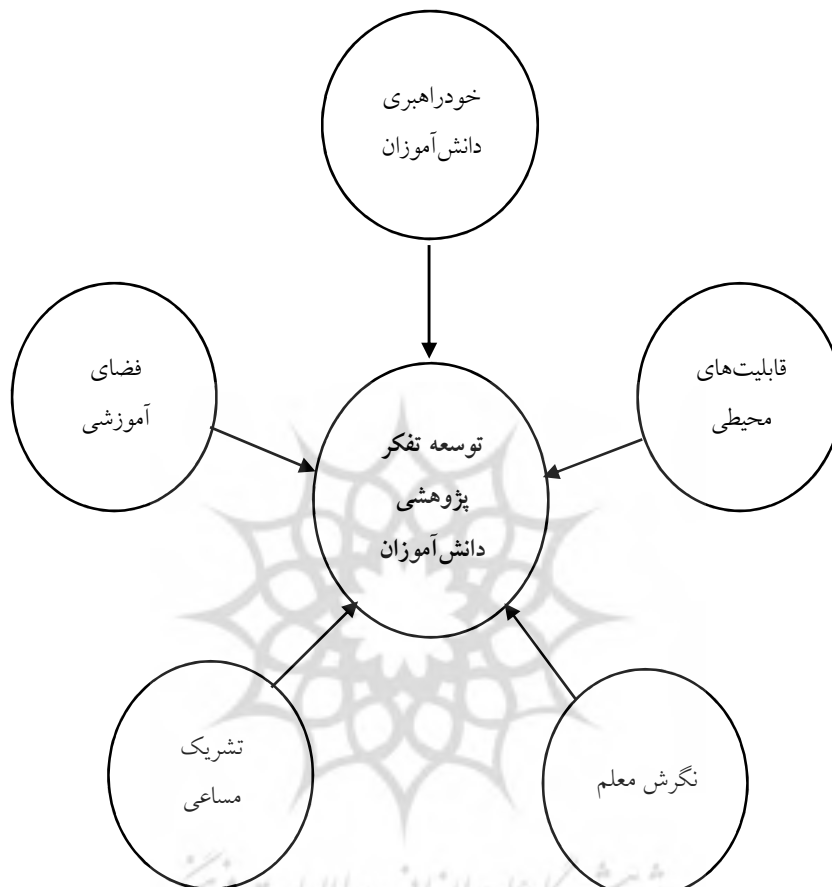 خودراهبری
دانش‌آموزان
قابلیت‌های
محیطی
فضای
آموزشی
توسعه تفکر
پژوهشی
دانش‌آموزان
تشریک
مساعی
نگرش معلم